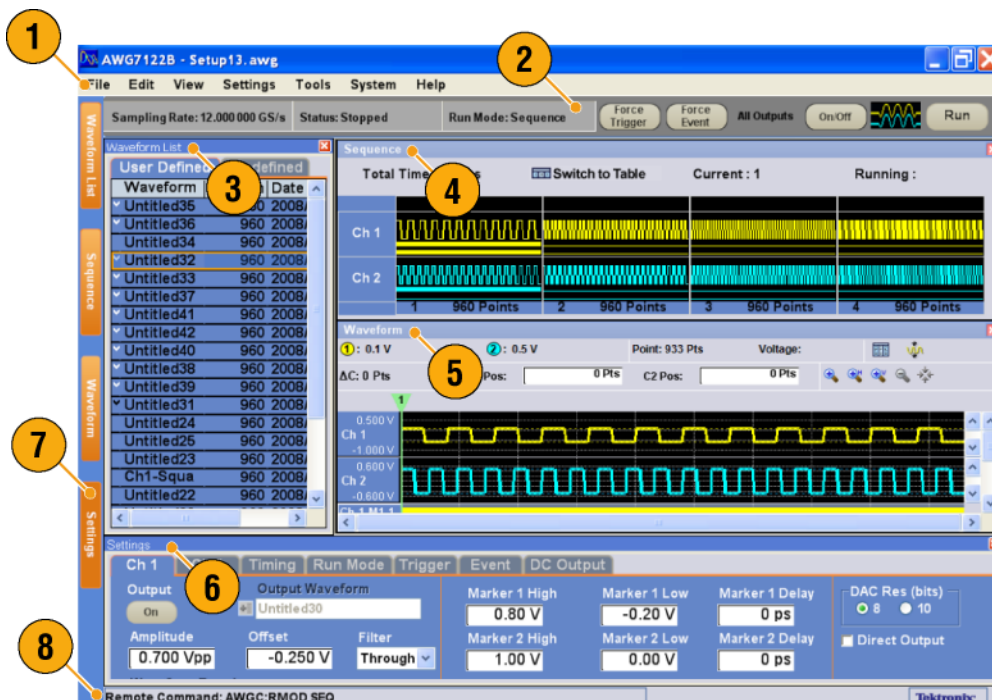 1
AWG7122B - Setup13.awg
2
File Edit View Settings Tools System Help
Sampling Rate: 12.000 000 GS/s Status: Stopped Run Mode: Sequence Force Trigger Force Event All Outputs On/Off Run
Waveform List
User Defined
3
Waveform Date
Untitled35 960 2008/
Untitled36 960 2008/
Untitled34 960 2008/
Untitled32 960 2008/
Untitled33 960 2008/
Untitled37 960 2008/
Untitled41 960 2008/
Untitled42 960 2008/
Untitled40 960 2008/
Untitled38 960 2008/
Untitled39 960 2008/
Untitled31 960 2008/
Untitled24 960 2008/
Untitled25 960 2008/
Untitled23 960 2008/
Ch1-Squa 960 2008/
Untitled22 960 2008/
Waveform List
Sequence
Waveform
Settings
7
Sequence
4
Total Time Switch to Table Current : 1 Running :
Ch 1
Ch 2
1 960 Points 2 960 Points 3 960 Points 4 960 Points
Waveform
5
1 : 0.1 V 2 : 0.5 V Point: 933 Pts Voltage:
ΔC: 0 Pts Pos: 0 Pts C2 Pos: 0 Pts
1
0.500 V
Ch 1
-1.000 V
0.600 V
Ch 2
-0.600 V
Ch 1 M1 1
Settings
6
Ch 1 Timing Run Mode Trigger Event DC Output
Output Output Waveform Marker 1 High Marker 1 Low Marker 1 Delay DAC Res (bits)
On Untitled30 0.80 V -0.20 V 0 ps 8 10
Amplitude Offset Filter Marker 2 High Marker 2 Low Marker 2 Delay Direct Output
0.700 Vpp -0.250 V Through 1.00 V 0.00 V 0 ps
8
Remote Command: AWGC:RMOD SEQ Tektronix